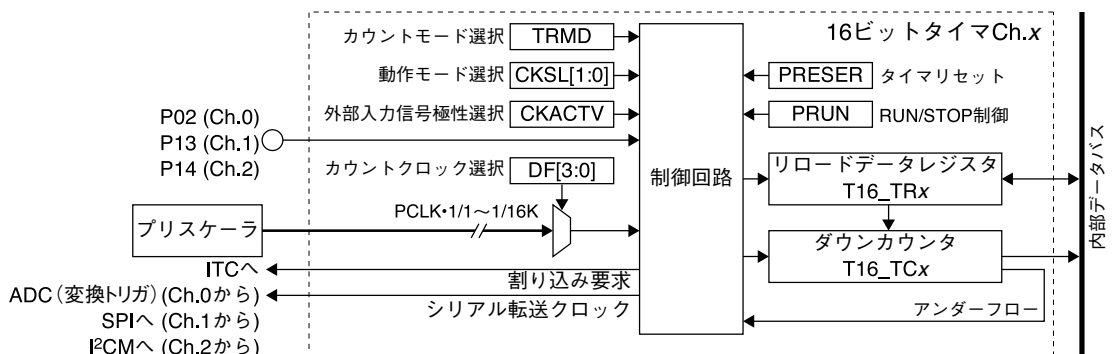 16ビットタイマCh.x
カウントモード選択 TRMD
動作モード選択 CKSL[1:0]
外部入力信号極性選択 CKACTV
P02 (Ch.0)
P13 (Ch.1)
P14 (Ch.2)
カウントクロック選択 DF[3:0]
プリスケーラ
PCLK•1/1～1/16K
制御回路
PRESER タイマリセット
PRUN RUN/STOP制御
リロードデータレジスタ
T16_TRx
ダウンカウンタ
T16_TCx
アンダーフロー
内部データバス
ITCへ
割り込み要求
ADC（変換トリガ）(Ch.0から)
シリアル転送クロック
SPIへ (Ch.1から)
I²CMへ (Ch.2から)